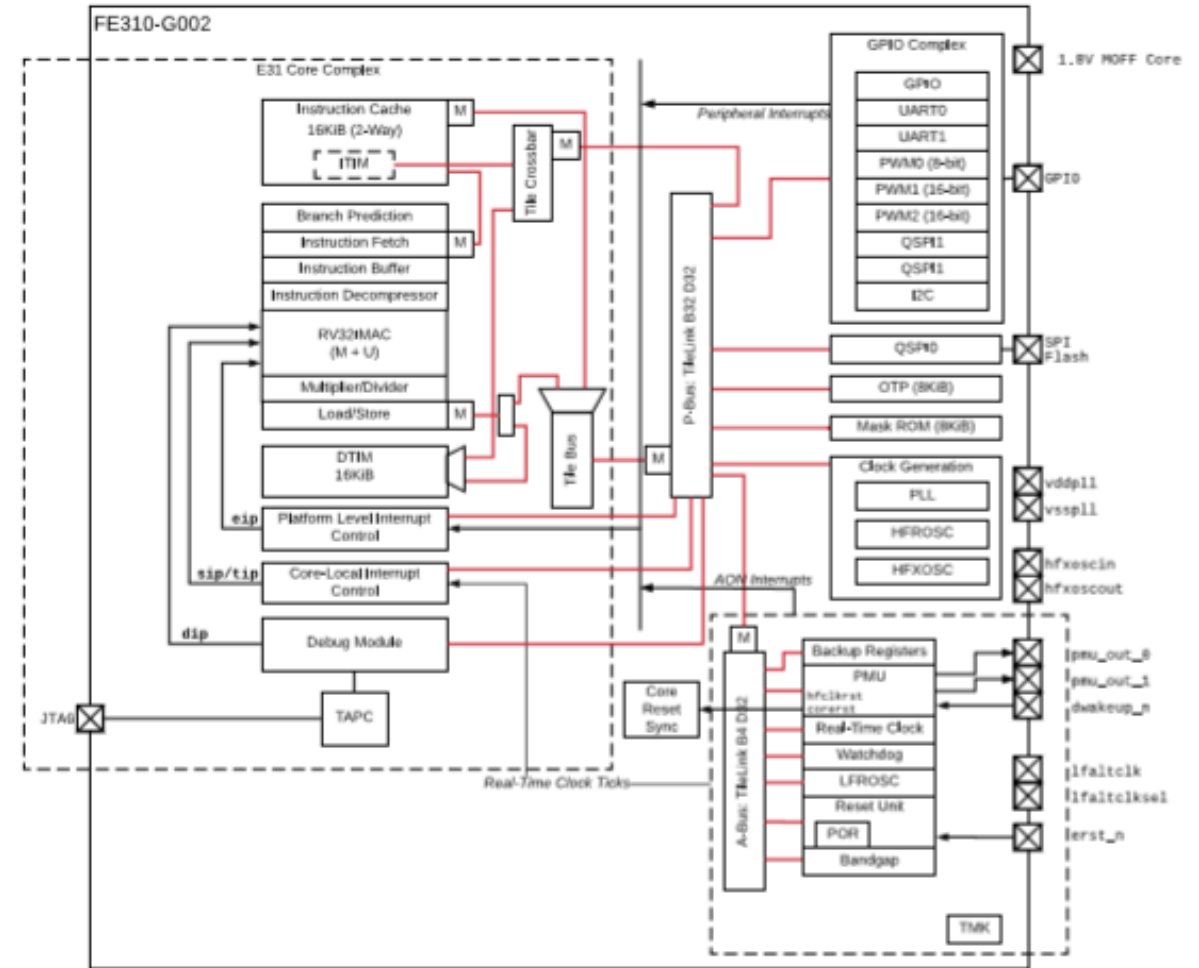 FE310-G002
E31 Core Complex
Instruction Cache
16KiB (2-Way)
M
ITIM
Tile Crossbar
M
Branch Prediction
Instruction Fetch
M
Instruction Buffer
Instruction Decompressor
RV32IMAC
(M + U)
Multiplier/Divider
Load/Store
M
DTIM
16KiB
Tile Bus
eip
Platform Level Interrupt
Control
sip/tip
Core-Local Interrupt
Control
dip
Debug Module
TAPC
JTAG
Real-Time Clock Ticks
Peripheral Interrupts
P-Bus: TileLink B32 D32
M
AON Interrupts
GPIO Complex
GPIO
UART0
UART1
PWM0 (8-bit)
PWM1 (16-bit)
PWM2 (16-bit)
QSPI1
QSPI1
I2C
QSPI0
OTP (8KiB)
Mask ROM (8KiB)
Clock Generation
PLL
HFROSC
HFXOSC
M
A-Bus: TileLink B4 D32
Core
Reset
Sync
Backup Registers
PMU
hfclkrst
corerst
Real-Time Clock
Watchdog
LFROSC
Reset Unit
POR
Bandgap
TMK
1.8V MOFF Core
GPIO
SPI
Flash
vddpll
vsspll
hfxoscin
hfxoscout
pmu_out_0
pmu_out_1
dwakeup_n
lfaltclk
lfaltclksel
erst_n